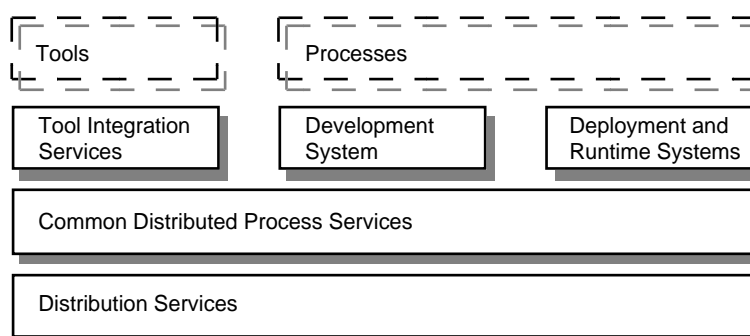 Tools
Processes
Tool Integration
Services
Development
System
Deployment and
Runtime Systems
Common Distributed Process Services
Distribution Services